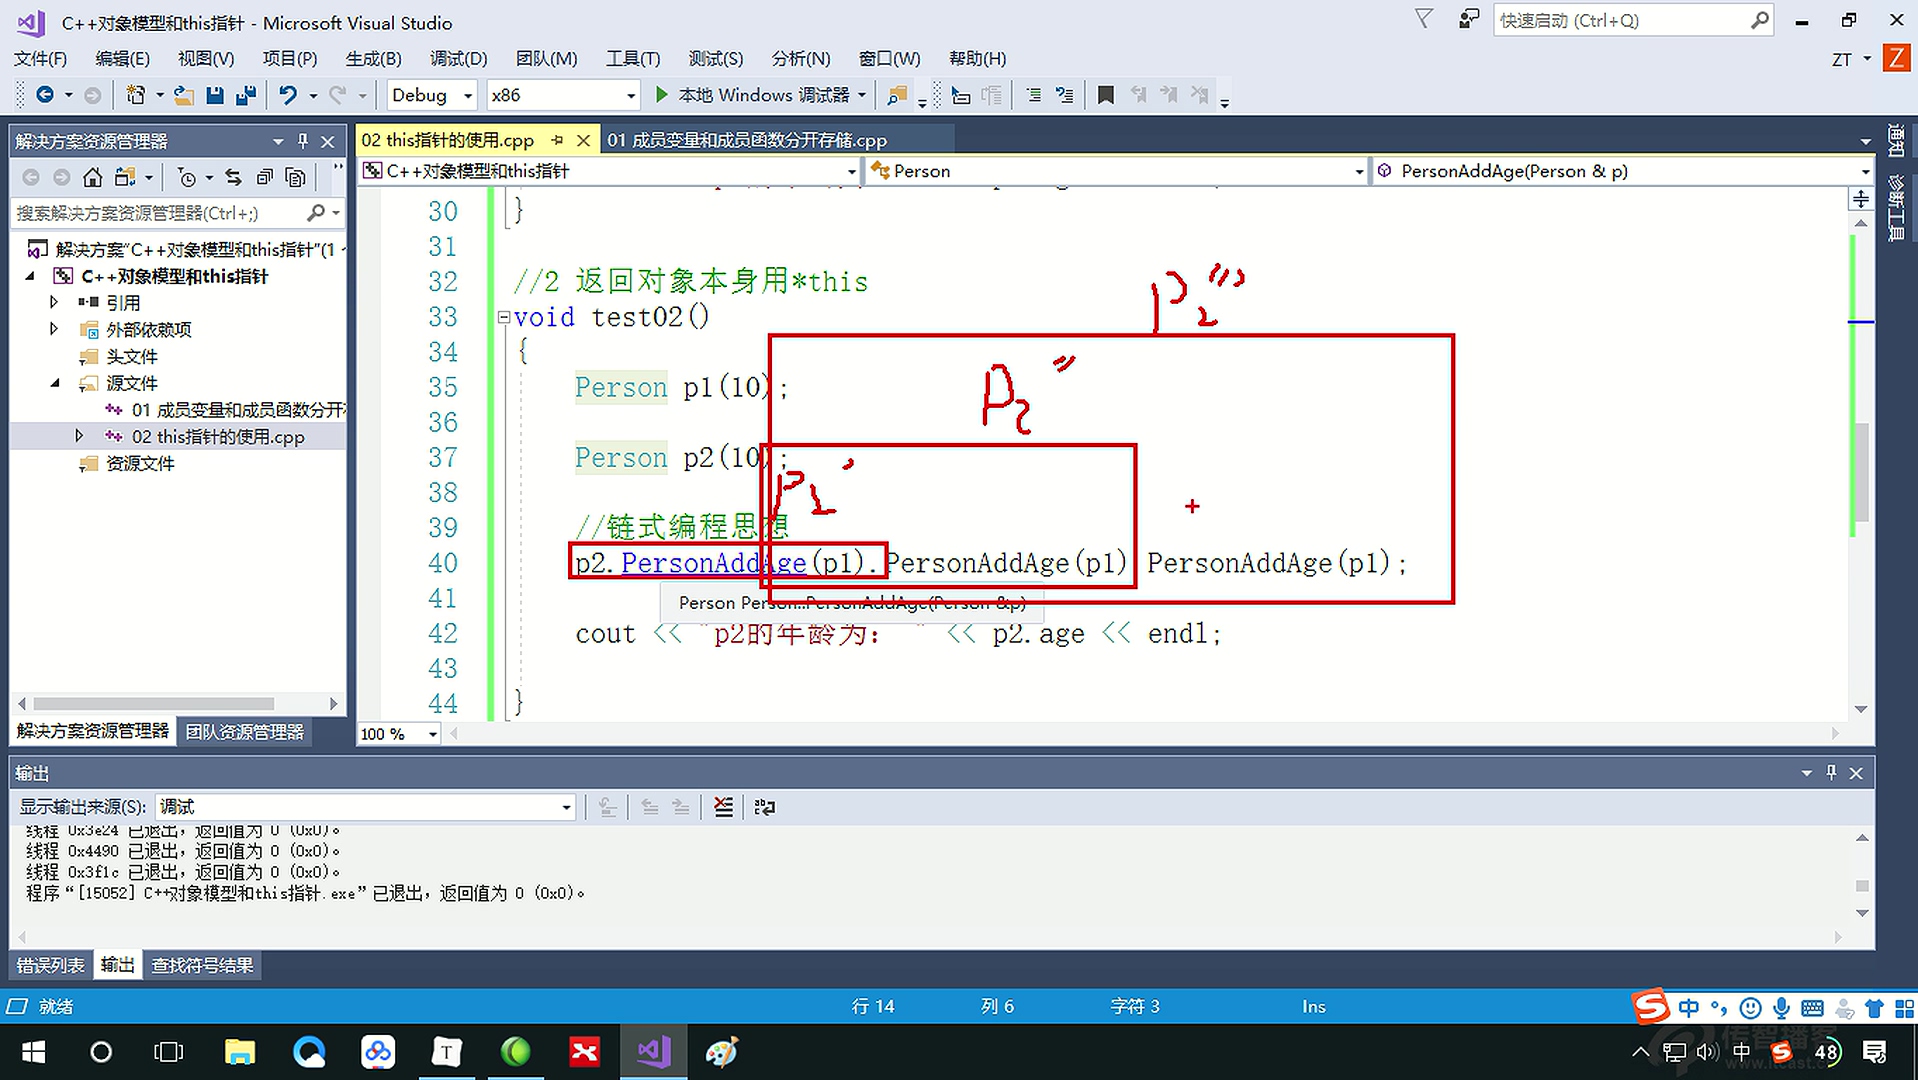 C++对象模型和this指针 - Microsoft Visual Studio
快速启动 (Ctrl+Q)
文件(F) 编辑(E) 视图(V) 项目(P) 生成(B) 调试(D) 团队(M) 工具(T) 测试(S) 分析(N) 窗口(W) 帮助(H)
ZT Z
Debug x86 本地 Windows 调试器
解决方案资源管理器
02 this指针的使用.cpp 01 成员变量和成员函数分开存储.cpp
C++对象模型和this指针 Person PersonAddAge(Person & p)
通知
诊断工具
搜索解决方案资源管理器(Ctrl+;)
解决方案"C++对象模型和this指针"(1 个
C++对象模型和this指针
引用
外部依赖项
头文件
源文件
01 成员变量和成员函数分开
02 this指针的使用.cpp
资源文件
解决方案资源管理器 团队资源管理器
30 }
31
32 //2 返回对象本身用*this
33 void test02()
34 {
35 Person p1(10);
36
37 Person p2(10);
38
39 //链式编程思想
40 p2.PersonAddAge(p1).PersonAddAge(p1) PersonAddAge(p1);
41
Person Person::PersonAddAge(Person &p)
42 cout << "p2的年龄为: " << p2.age << endl;
43
44 }
P2'''
P2''
P2'
100 %
输出
显示输出来源(S): 调试
线程 0x3e24 已退出，返回值为 0 (0x0)。
线程 0x4490 已退出，返回值为 0 (0x0)。
线程 0x3f1c 已退出，返回值为 0 (0x0)。
程序“[15052] C++对象模型和this指针.exe”已退出，返回值为 0 (0x0)。
错误列表 输出 查找符号结果
就绪 行 14 列 6 字符 3 Ins
中
传智播客
www.itcast.c
T
中 48